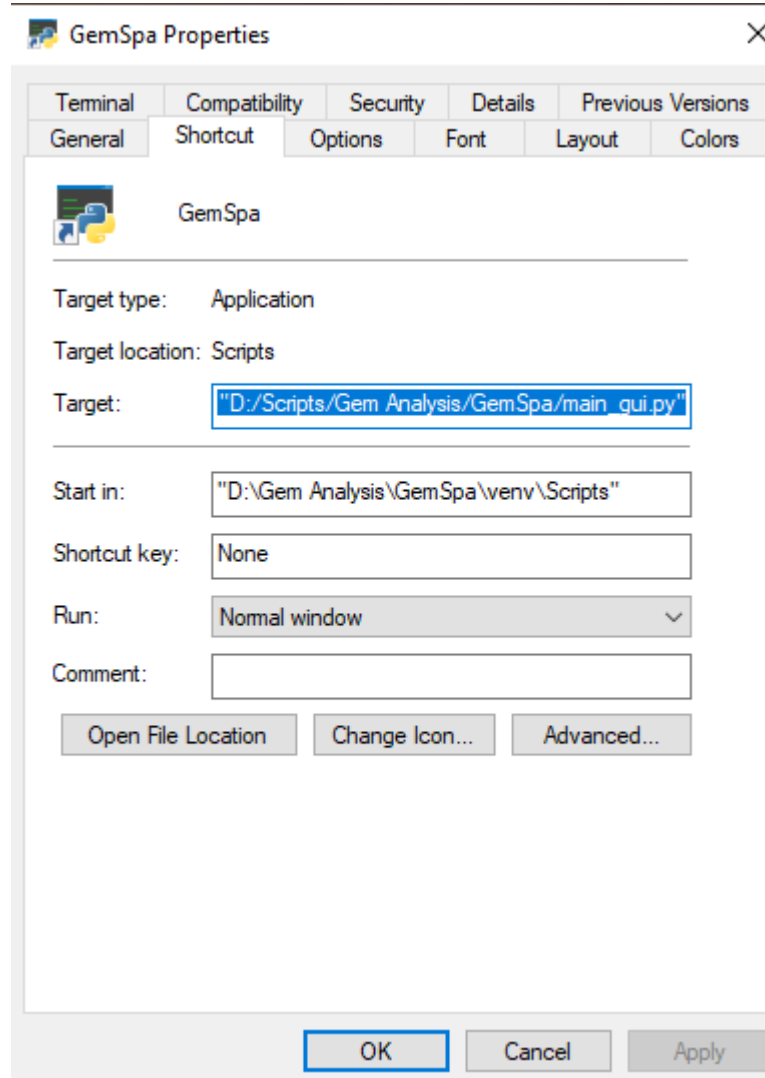 GemSpa Properties
Terminal Compatibility Security Details Previous Versions
General Shortcut Options Font Layout Colors
GemSpa
Target type: Application
Target location: Scripts
Target: "D:/Scripts/Gem Analysis/GemSpa/main_gui.py"
Start in: "D:\Gem Analysis\GemSpa\venv\Scripts"
Shortcut key: None
Run: Normal window
Comment:
Open File Location Change Icon... Advanced...
OK Cancel Apply